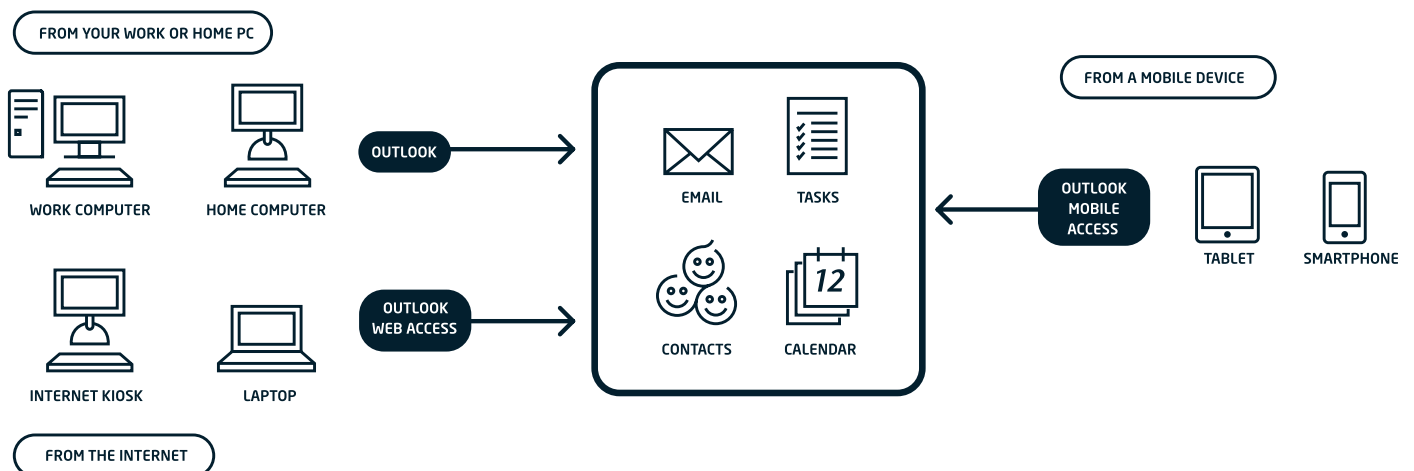 FROM YOUR WORK OR HOME PC
WORK COMPUTER
HOME COMPUTER
OUTLOOK
INTERNET KIOSK
LAPTOP
OUTLOOK
WEB ACCESS
FROM THE INTERNET
EMAIL
TASKS
CONTACTS
12
CALENDAR
FROM A MOBILE DEVICE
OUTLOOK
MOBILE
ACCESS
TABLET
SMARTPHONE